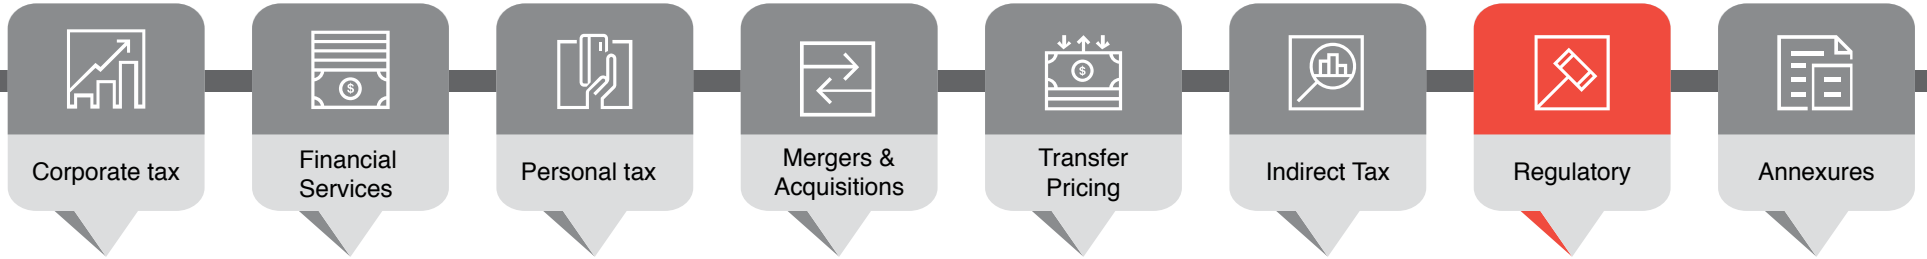 Corporate tax
Financial
Services
Personal tax
Mergers &
Acquisitions
Transfer
Pricing
Indirect Tax
Regulatory
Annexures